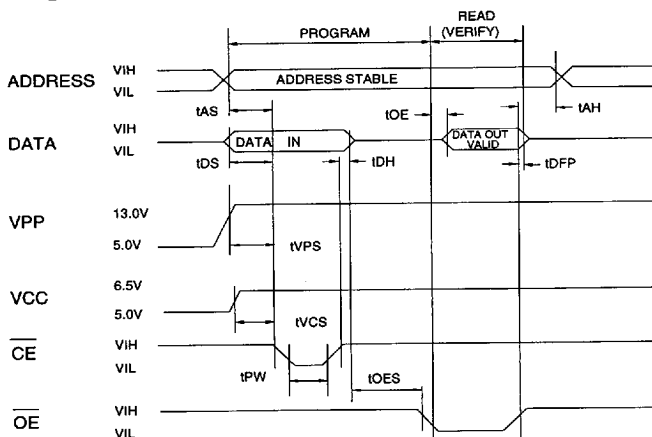 READ
PROGRAM (VERIFY)
ADDRESS VIH VIL ADDRESS STABLE
tAS tOE tAH
DATA VIH VIL DATA IN DATA OUT VALID
tDS tDH tDFP
VPP 13.0V
5.0V tVPS
VCC 6.5V
5.0V tVCS
CE VIH
VIL tPW tOES
OE VIH
VIL